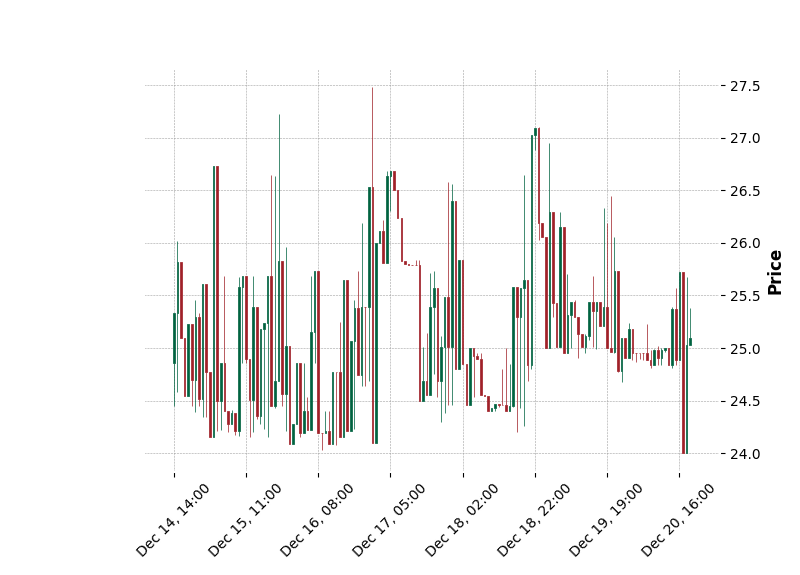 27.5
27.0
26.5
26.0
25.5
25.0
24.5
24.0
Price
Dec 14, 14:00
Dec 15, 11:00
Dec 16, 08:00
Dec 17, 05:00
Dec 18, 02:00
Dec 18, 22:00
Dec 19, 19:00
Dec 20, 16:00